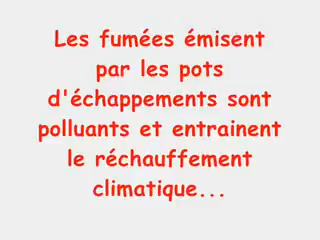 Les fumées émisent
par les pots
d'échappements sont
polluants et entrainent
le réchauffement
climatique...